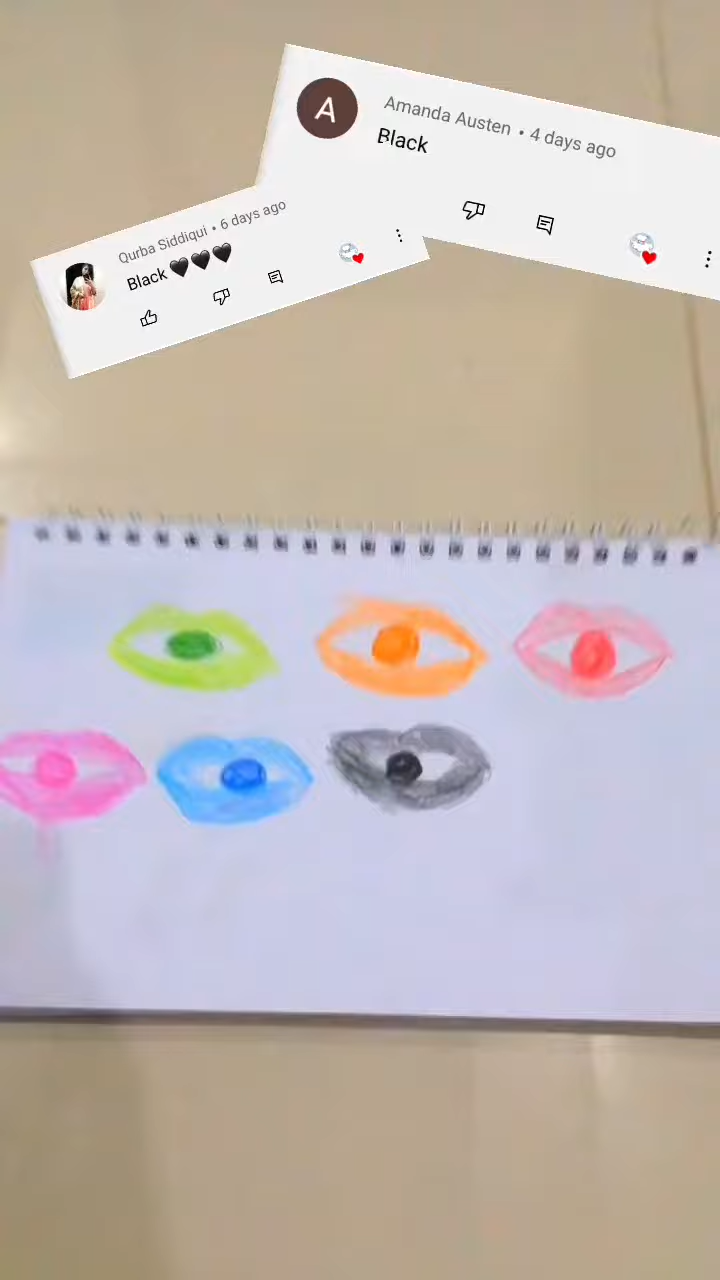 A
Amanda Austen • 4 days ago
Black
Qurba Siddiqui • 6 days ago
Black 🖤🖤🖤